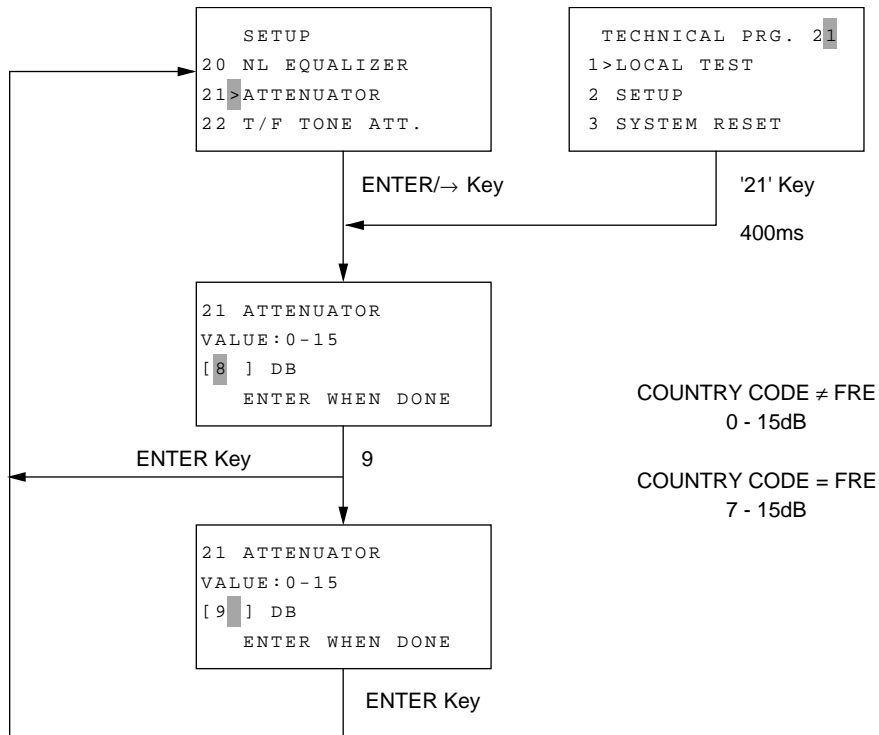 SETUP
20 NL EQUALIZER
21>ATTENUATOR
22 T/F TONE ATT.
TECHNICAL PRG. 21
1>LOCAL TEST
2 SETUP
3 SYSTEM RESET
ENTER/→ Key
'21' Key
400ms
21 ATTENUATOR
VALUE:0-15
[8 ] DB
ENTER WHEN DONE
COUNTRY CODE ≠ FRE
0 - 15dB
ENTER Key
9
COUNTRY CODE = FRE
7 - 15dB
21 ATTENUATOR
VALUE:0-15
[9 ] DB
ENTER WHEN DONE
ENTER Key